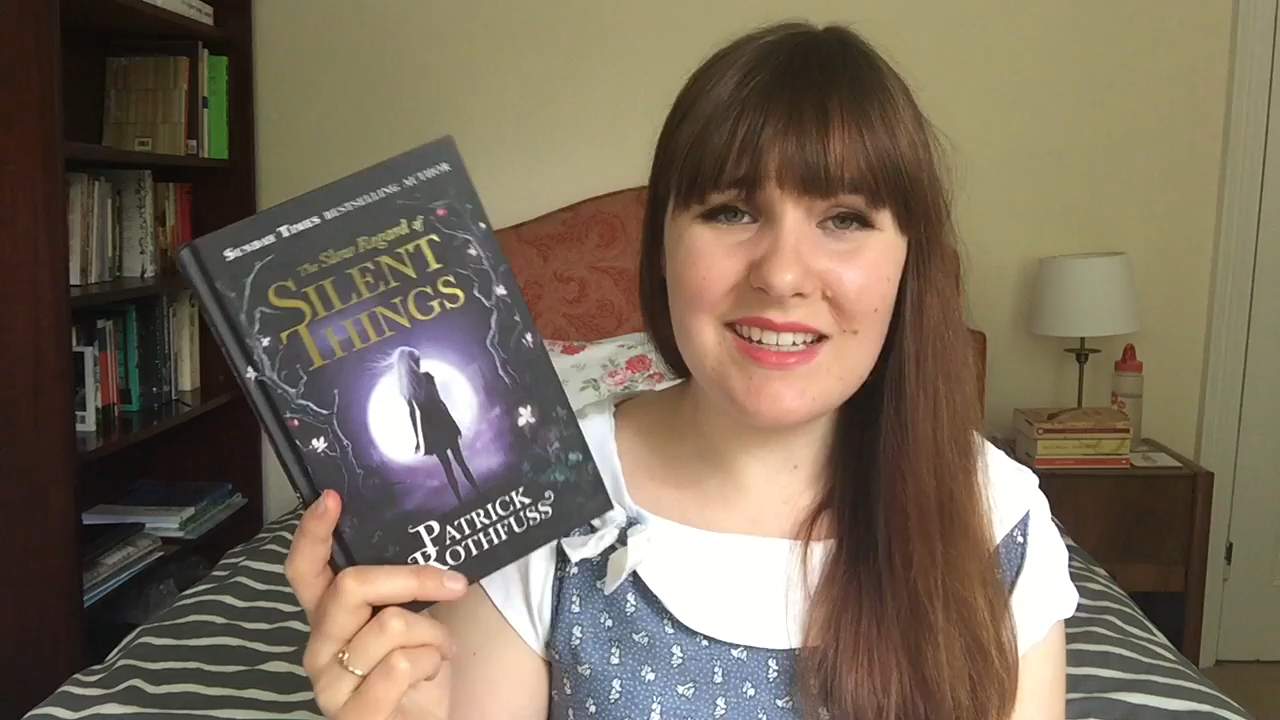 SUNDAY TIMES BESTSELLING AUTHOR
The Slow Regard of
SILENT
THINGS
PATRICK
ROTHFUSS